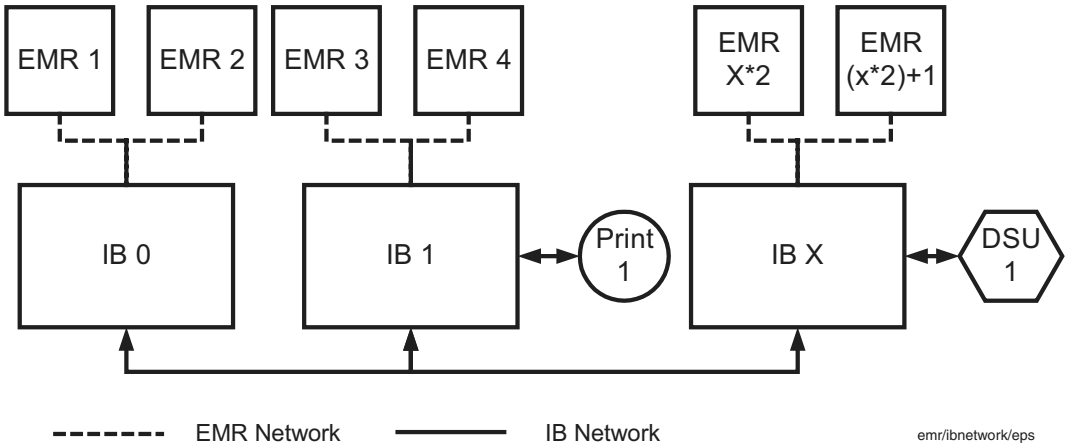 EMR 1
EMR 2
EMR 3
EMR 4
EMR
X*2
EMR
(x*2)+1
IB 0
IB 1
Print
1
IB X
DSU
1
EMR Network
IB Network
emr/ibnetwork/eps